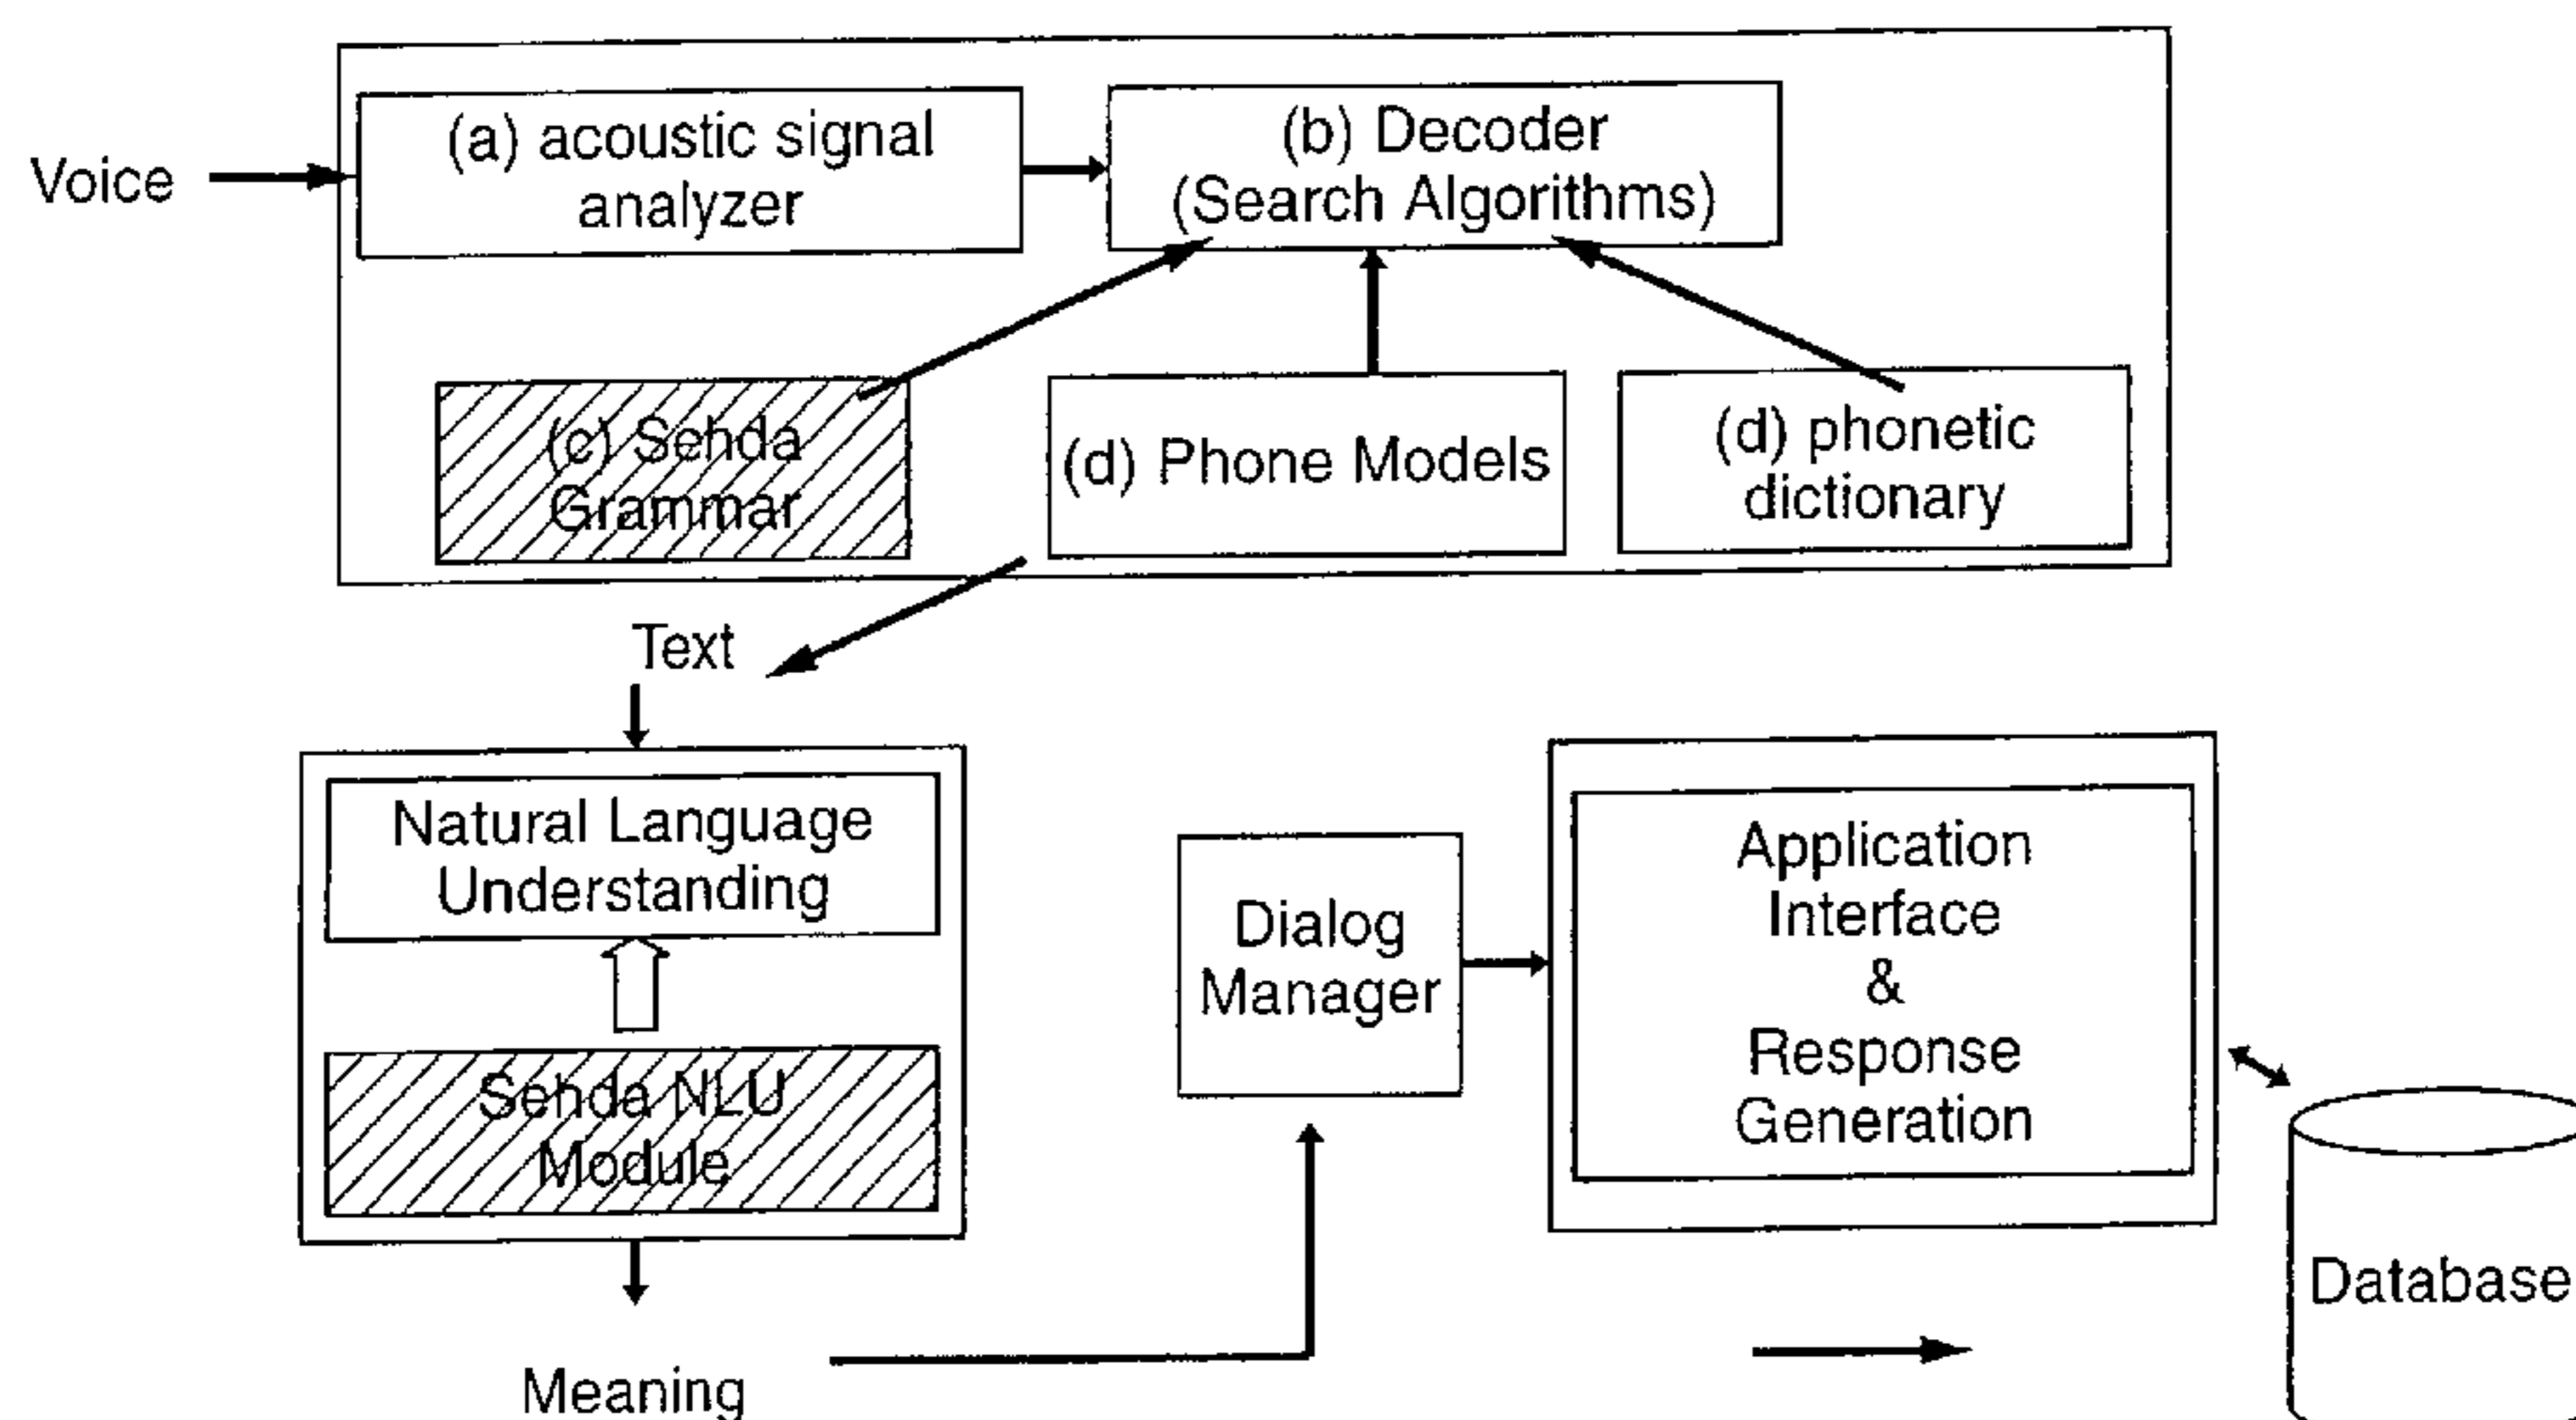 (a) acoustic signal
analyzer
(b) Decoder
(Search Algorithms)
Voice
(c) Sehda
Grammar
(d) Phone Models
(d) phonetic
dictionary
Text
Natural Language
Understanding
Sehda NLU
Module
Dialog
Manager
Application
Interface
&
Response
Generation
Database
Meaning